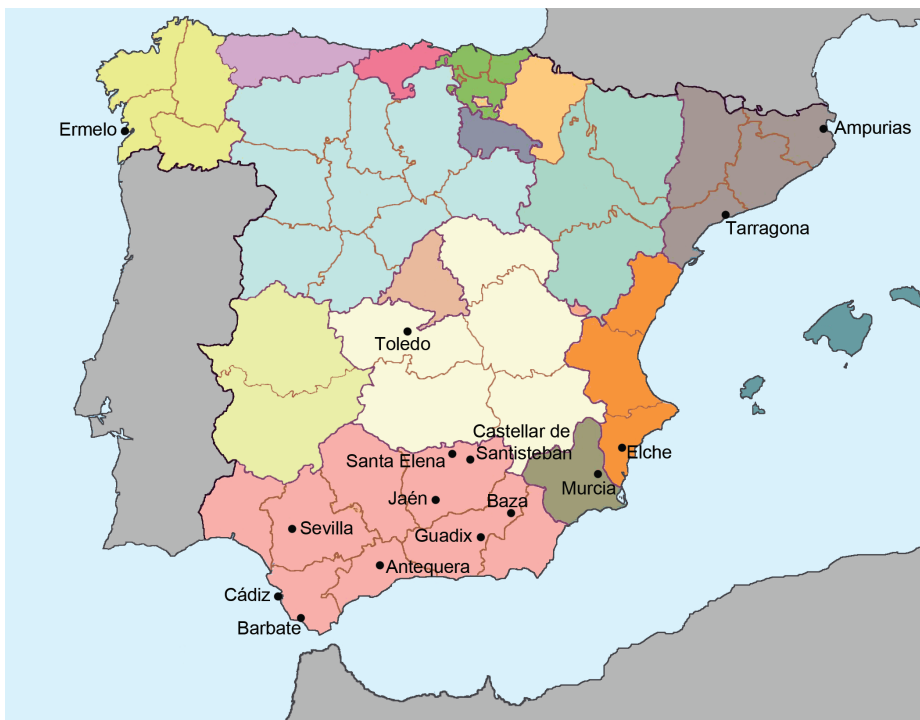 Ermelo
Ampurias
Tarragona
Toledo
Castellar de
Santisteban
Elche
Santa Elena
Murcia
Jaén
Baza
Sevilla
Guadix
Antequera
Cádiz
Barbate